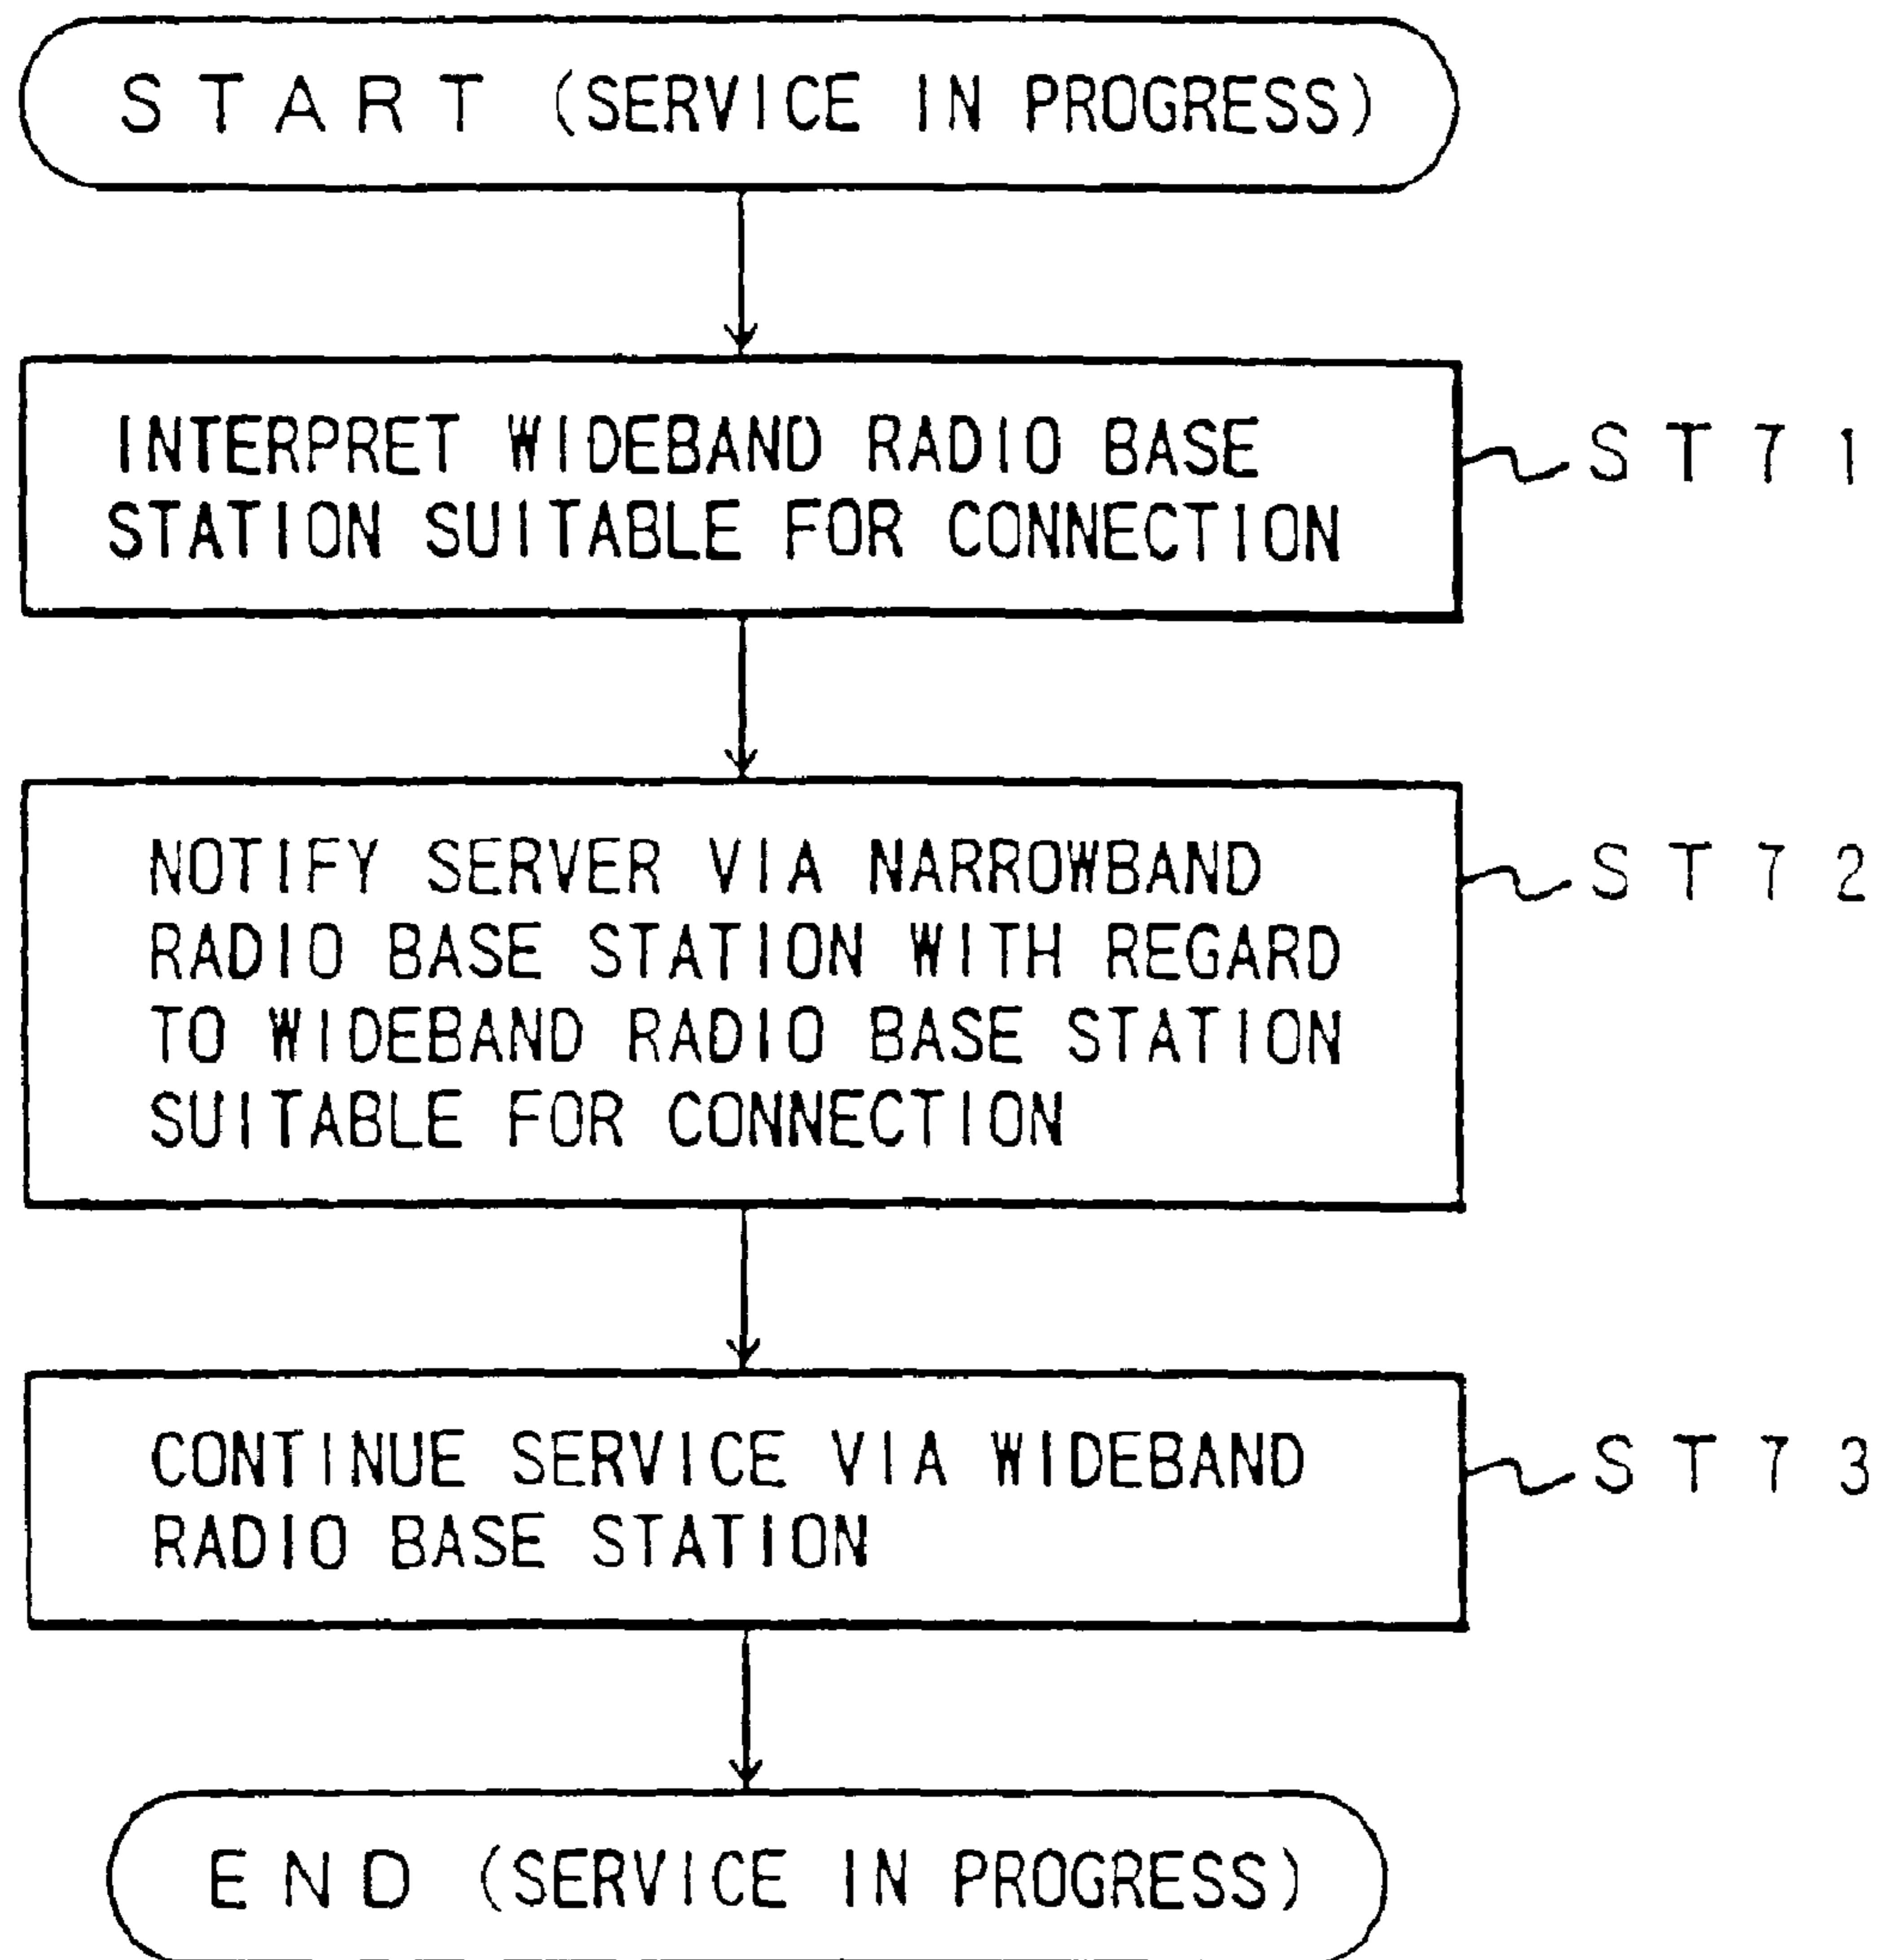 START (SERVICE IN PROGRESS)
INTERPRET WIDEBAND RADIO BASE
STATION SUITABLE FOR CONNECTION
ST71
NOTIFY SERVER VIA NARROWBAND
RADIO BASE STATION WITH REGARD
TO WIDEBAND RADIO BASE STATION
SUITABLE FOR CONNECTION
ST72
CONTINUE SERVICE VIA WIDEBAND
RADIO BASE STATION
ST73
END (SERVICE IN PROGRESS)